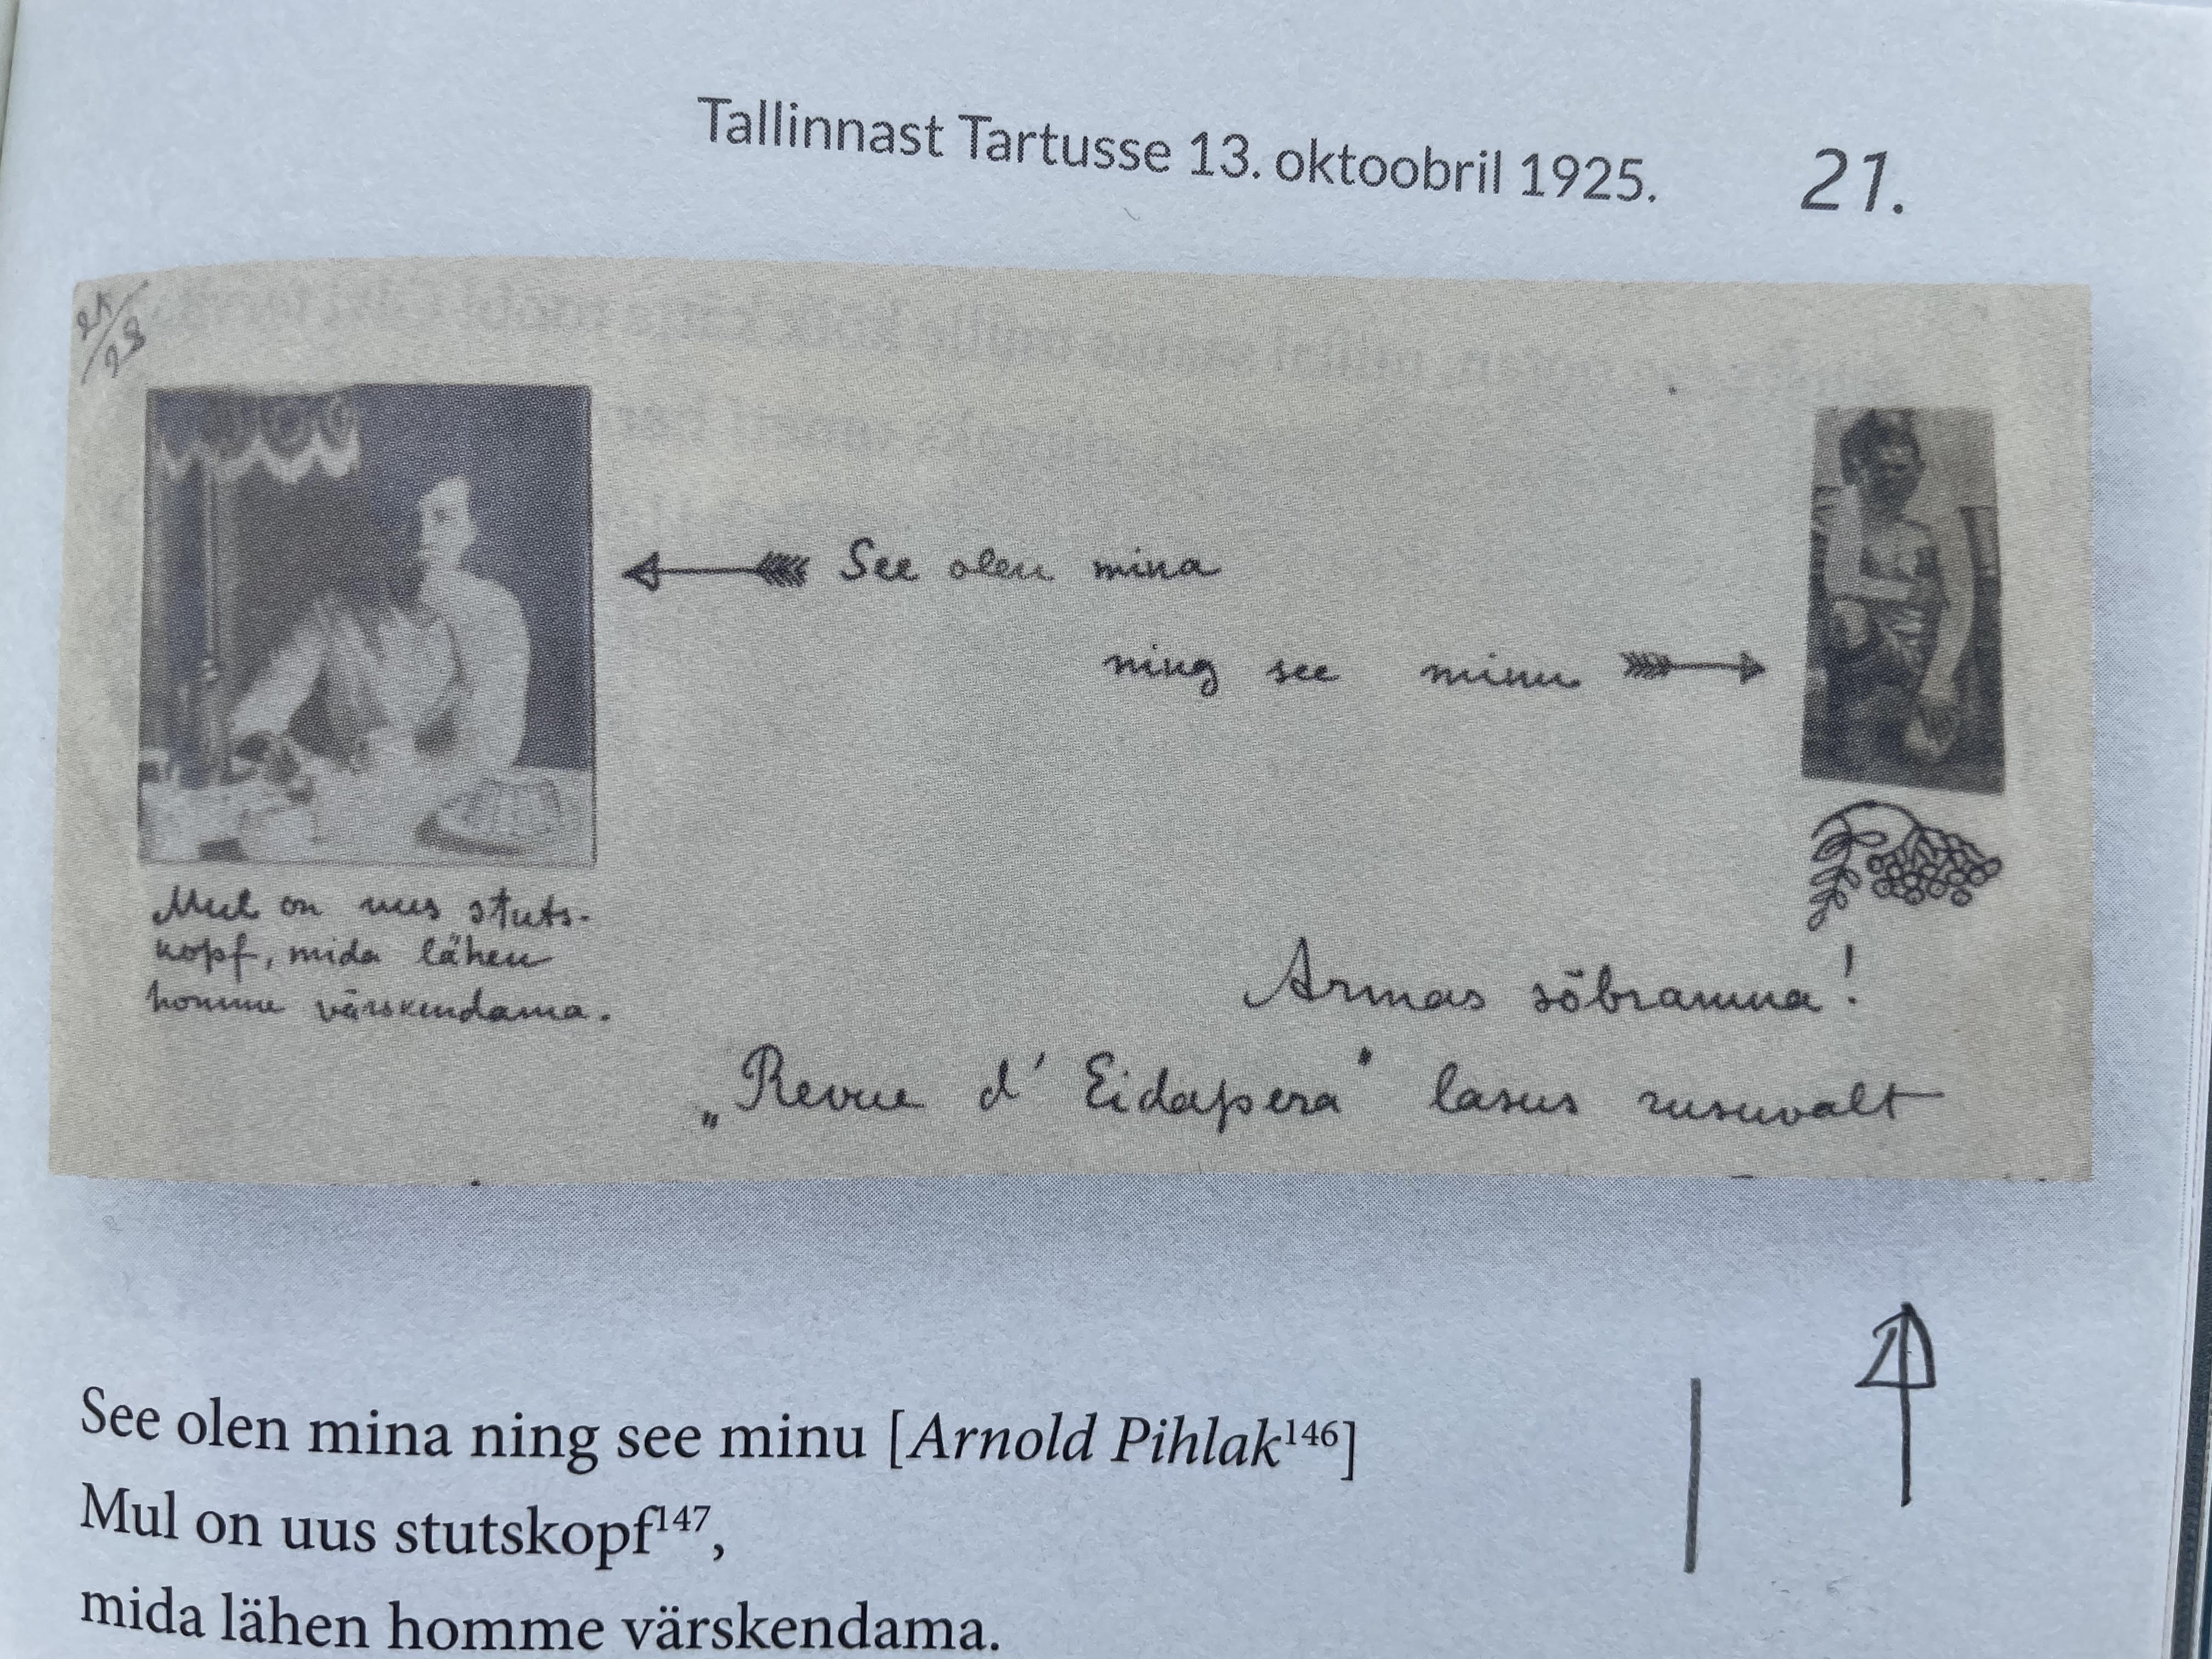 Tallinnast Tartusse 13. oktoobril 1925. 21.
See olen mina
ning see minu
Mul on uus stuts-
kopf, mida lähen
homme värskendama.
Armas sõbramna!
„Revue d' Eidapera" lasus rusuvalt
See olen mina ning see minu [Arnold Pihlak146]
Mul on uus stutskopf147,
mida lähen homme värskendama.